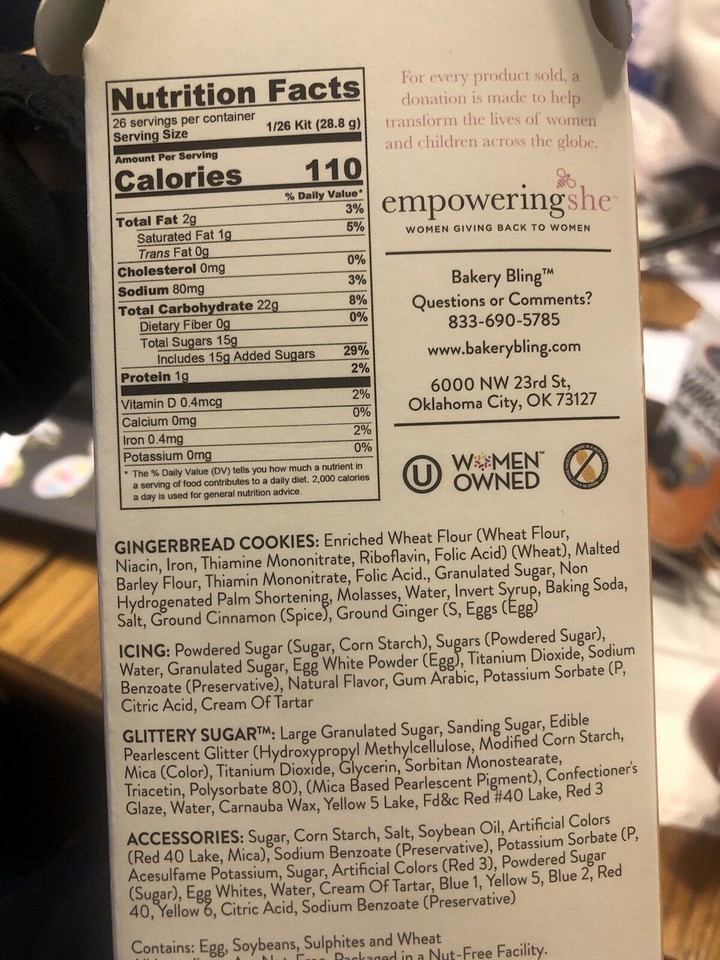 Nutrition Facts
26 servings per container
Serving Size 1/26 Kit (28.8 g)
Amount Per Serving
Calories 110
% Daily Value*
Total Fat 2g 3%
Saturated Fat 1g 5%
Trans Fat 0g
Cholesterol 0mg 0%
Sodium 80mg 3%
Total Carbohydrate 22g 8%
Dietary Fiber 0g 0%
Total Sugars 15g
Includes 15g Added Sugars 29%
Protein 1g 2%
Vitamin D 0.4mcg 2%
Calcium 0mg 0%
Iron 0.4mg 2%
Potassium 0mg 0%
* The % Daily Value (DV) tells you how much a nutrient in
a serving of food contributes to a daily diet. 2,000 calories
a day is used for general nutrition advice.
For every product sold, a
donation is made to help
transform the lives of women
and children across the globe.
empoweringshe™
WOMEN GIVING BACK TO WOMEN
Bakery Bling™
Questions or Comments?
833-690-5785
www.bakerybling.com
6000 NW 23rd St,
Oklahoma City, OK 73127
U
WOMEN™
OWNED
GINGERBREAD COOKIES: Enriched Wheat Flour (Wheat Flour,
Niacin, Iron, Thiamine Mononitrate, Riboflavin, Folic Acid) (Wheat), Malted
Barley Flour, Thiamin Mononitrate, Folic Acid., Granulated Sugar, Non
Hydrogenated Palm Shortening, Molasses, Water, Invert Syrup, Baking Soda,
Salt, Ground Cinnamon (Spice), Ground Ginger (S, Eggs (Egg)
ICING: Powdered Sugar (Sugar, Corn Starch), Sugars (Powdered Sugar),
Water, Granulated Sugar, Egg White Powder (Egg), Titanium Dioxide, Sodium
Benzoate (Preservative), Natural Flavor, Gum Arabic, Potassium Sorbate (P,
Citric Acid, Cream Of Tartar
GLITTERY SUGAR™: Large Granulated Sugar, Sanding Sugar, Edible
Pearlescent Glitter (Hydroxypropyl Methylcellulose, Modified Corn Starch,
Mica (Color), Titanium Dioxide, Glycerin, Sorbitan Monostearate,
Triacetin, Polysorbate 80), (Mica Based Pearlescent Pigment), Confectioner's
Glaze, Water, Carnauba Wax, Yellow 5 Lake, Fd&c Red #40 Lake, Red 3
ACCESSORIES: Sugar, Corn Starch, Salt, Soybean Oil, Artificial Colors
(Red 40 Lake, Mica), Sodium Benzoate (Preservative), Potassium Sorbate (P,
Acesulfame Potassium, Sugar, Artificial Colors (Red 3), Powdered Sugar
(Sugar), Egg Whites, Water, Cream Of Tartar, Blue 1, Yellow 5, Blue 2, Red
40, Yellow 6, Citric Acid, Sodium Benzoate (Preservative)
Contains: Egg, Soybeans, Sulphites and Wheat
Packaged in a Nut-Free Facility.